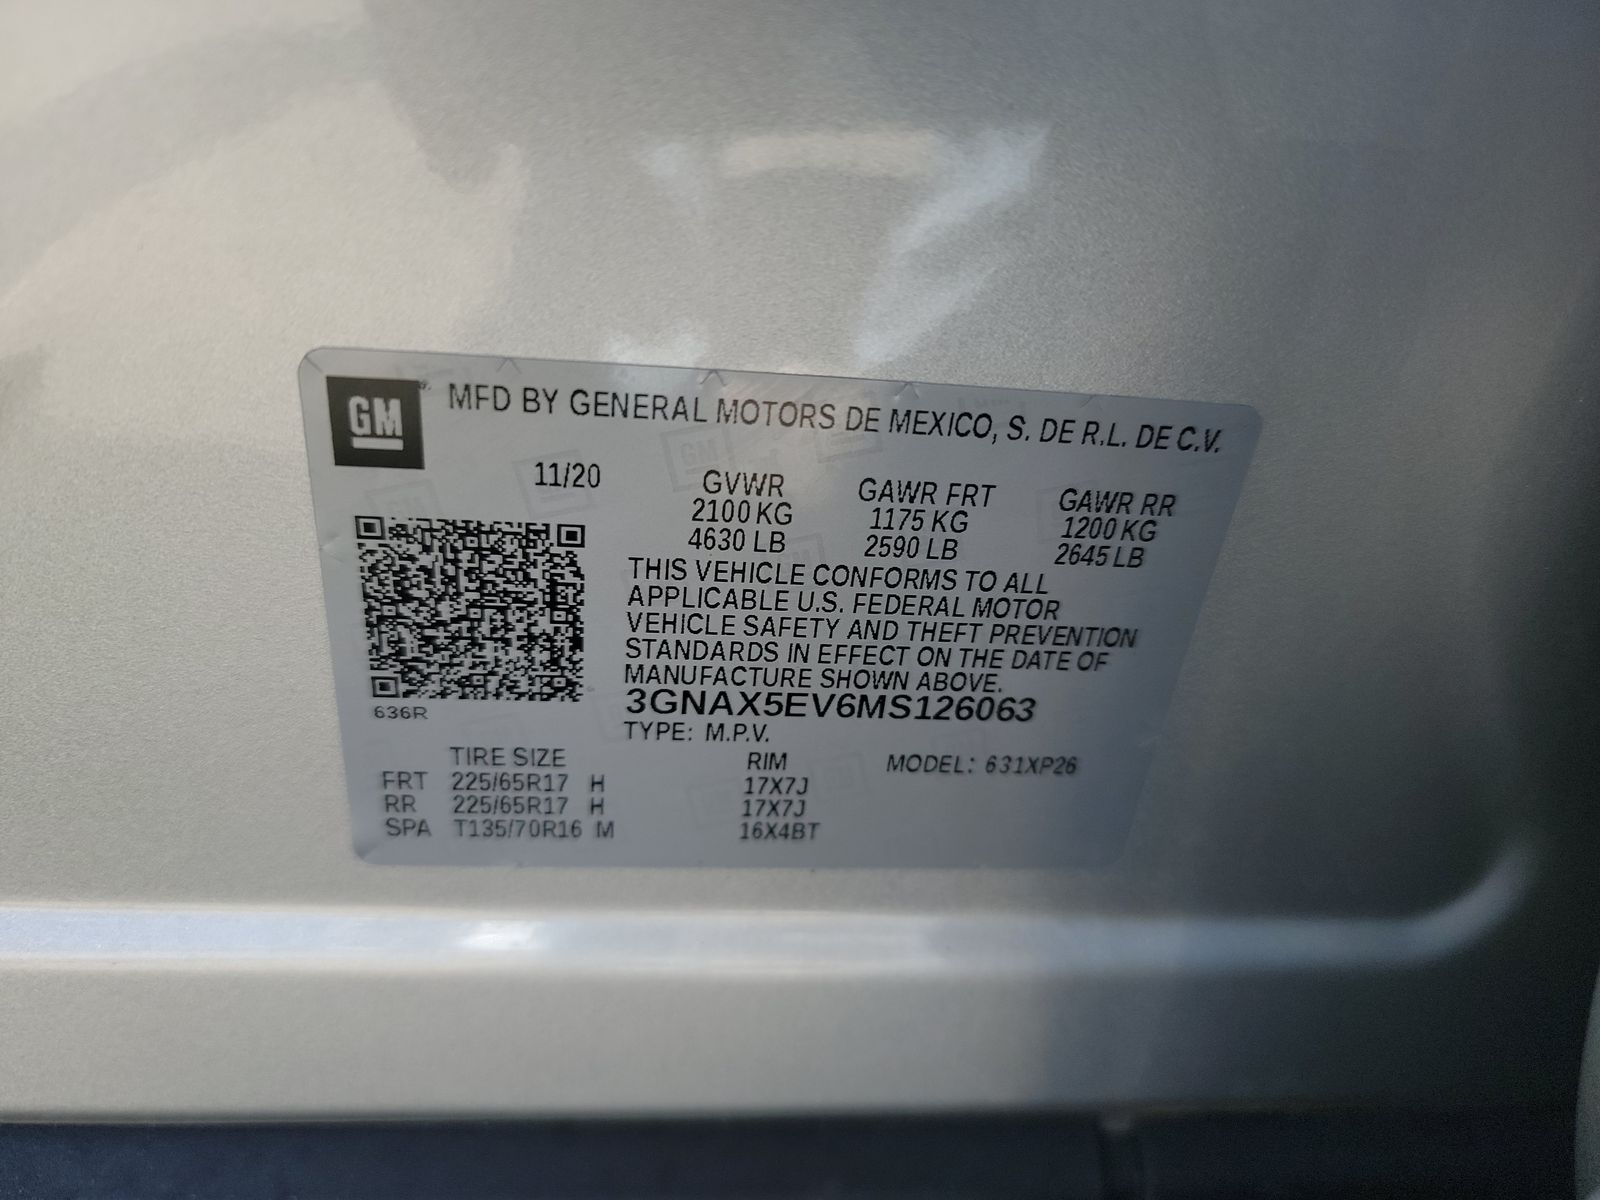 GM
MFD BY GENERAL MOTORS DE MEXICO, S. DE R.L. DE C.V.
11/20 GVWR GAWR FRT GAWR RR
2100 KG 1175 KG 1200 KG
4630 LB 2590 LB 2645 LB
THIS VEHICLE CONFORMS TO ALL
APPLICABLE U.S. FEDERAL MOTOR
VEHICLE SAFETY AND THEFT PREVENTION
STANDARDS IN EFFECT ON THE DATE OF
MANUFACTURE SHOWN ABOVE.
3GNAX5EV6MS126063
636R
TYPE: M.P.V.
TIRE SIZE RIM MODEL: 631XP26
FRT 225/65R17 H 17X7J
RR 225/65R17 H 17X7J
SPA T135/70R16 M 16X4BT